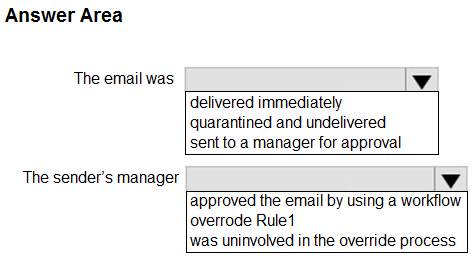 Answer Area
The email was
delivered immediately
quarantined and undelivered
sent to a manager for approval
The sender's manager
approved the email by using a workflow
overrode Rule1
was uninvolved in the override process